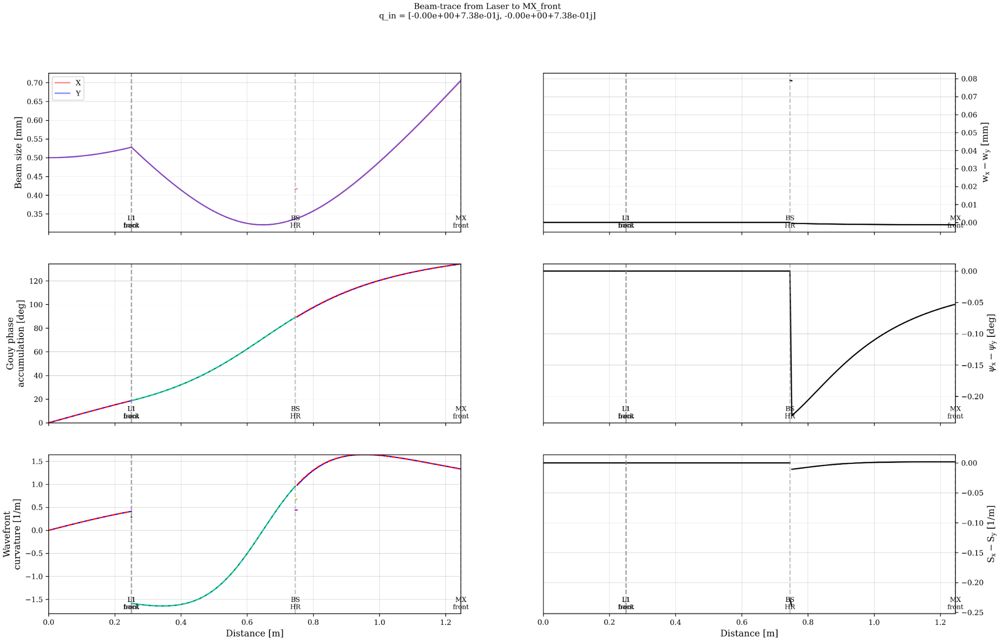 Beam-trace from Laser to MX_front
q_in = [-0.00e+00+7.38e-01j, -0.00e+00+7.38e-01j]
Beam size [mm]
0.70
0.65
0.60
0.55
0.50
0.45
0.40
0.35
X
Y
L1
BS
HR
MX
front
wx − wy [mm]
0.08
0.07
0.06
0.05
0.04
0.03
0.02
0.01
0.00
L1
BS
HR
MX
front
Gouy phase
accumulation [deg]
120
100
80
60
40
20
0
L1
BS
HR
MX
front
ψx − ψy [deg]
0.00
−0.05
−0.10
−0.15
−0.20
L1
BS
HR
MX
front
Wavefront
curvature [1/m]
1.5
1.0
0.5
0.0
−0.5
−1.0
−1.5
L1
BS
HR
MX
front
0.0 0.2 0.4 0.6 0.8 1.0 1.2
Distance [m]
Sx − Sy [1/m]
0.00
−0.05
−0.10
−0.15
−0.20
−0.25
L1
BS
HR
MX
front
0.0 0.2 0.4 0.6 0.8 1.0 1.2
Distance [m]